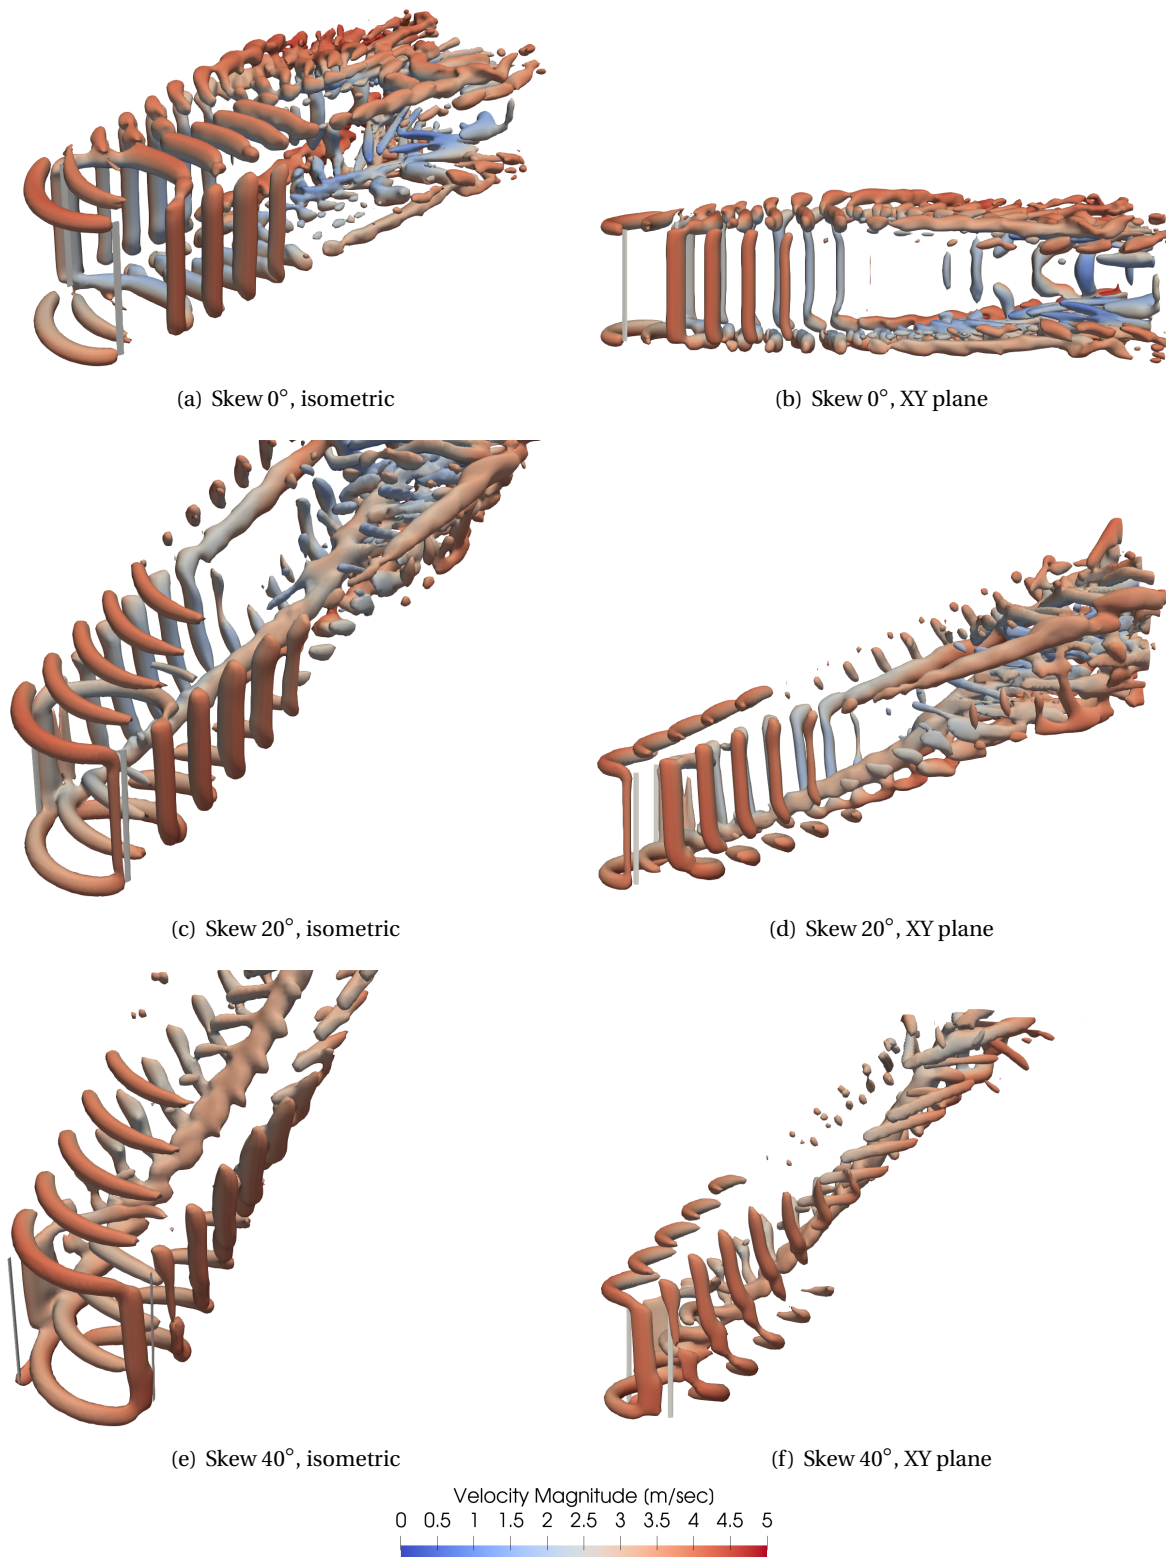 (a) Skew 0°, isometric
(b) Skew 0°, XY plane
(c) Skew 20°, isometric
(d) Skew 20°, XY plane
(e) Skew 40°, isometric
(f) Skew 40°, XY plane
Velocity Magnitude (m/sec)
0 0.5 1 1.5 2 2.5 3 3.5 4 4.5 5